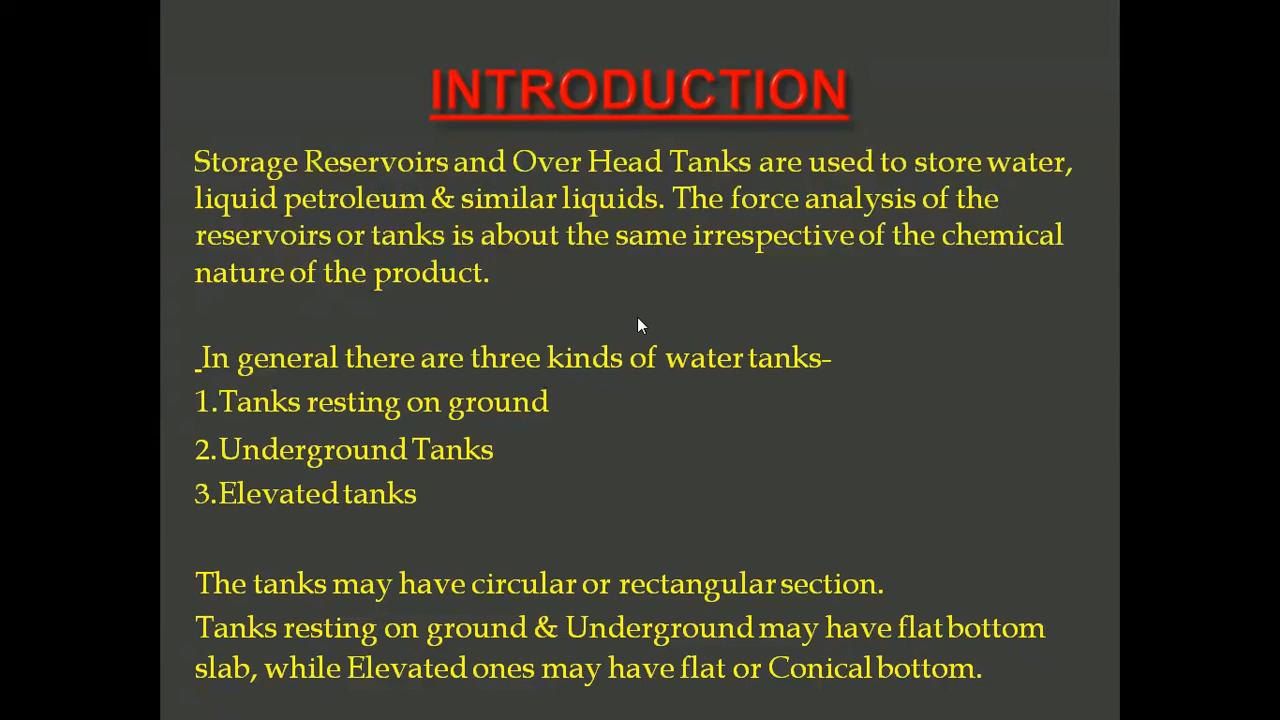 INTRODUCTION
Storage Reservoirs and Over Head Tanks are used to store water,
liquid petroleum & similar liquids. The force analysis of the
reservoirs or tanks is about the same irrespective of the chemical
nature of the product.
In general there are three kinds of water tanks-
1.Tanks resting on ground
2.Underground Tanks
3.Elevated tanks
The tanks may have circular or rectangular section.
Tanks resting on ground & Underground may have flat bottom
slab, while Elevated ones may have flat or Conical bottom.